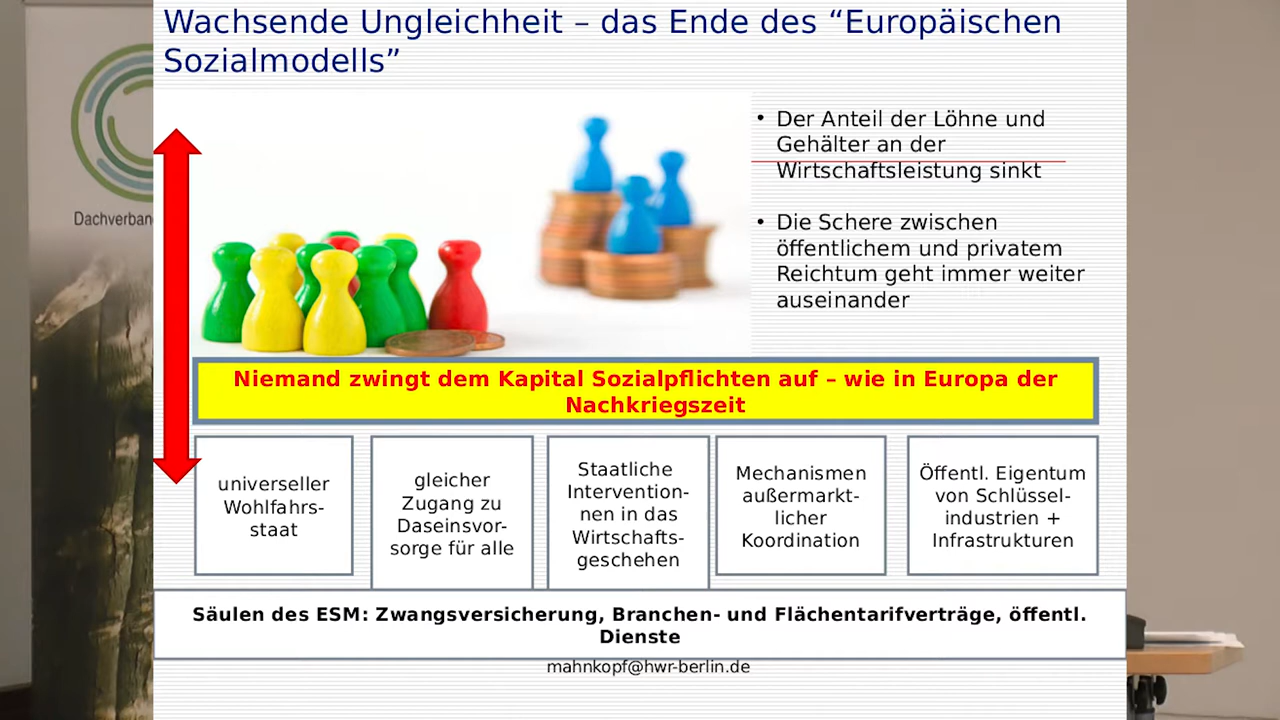 Wachsende Ungleichheit – das Ende des “Europäischen
Sozialmodells”
Dachverban
• Der Anteil der Löhne und
Gehälter an der
Wirtschaftsleistung sinkt
• Die Schere zwischen
öffentlichem und privatem
Reichtum geht immer weiter
auseinander
Niemand zwingt dem Kapital Sozialpflichten auf – wie in Europa der
Nachkriegszeit
universeller
Wohlfahrs-
staat
gleicher
Zugang zu
Daseinsvor-
sorge für alle
Staatliche
Intervention-
nen in das
Wirtschafts-
geschehen
Mechanismen
außermarkt-
licher
Koordination
Öffentl. Eigentum
von Schlüssel-
industrien +
Infrastrukturen
Säulen des ESM: Zwangsversicherung, Branchen- und Flächentarifverträge, öffentl.
Dienste
mahnkopf@hwr-berlin.de